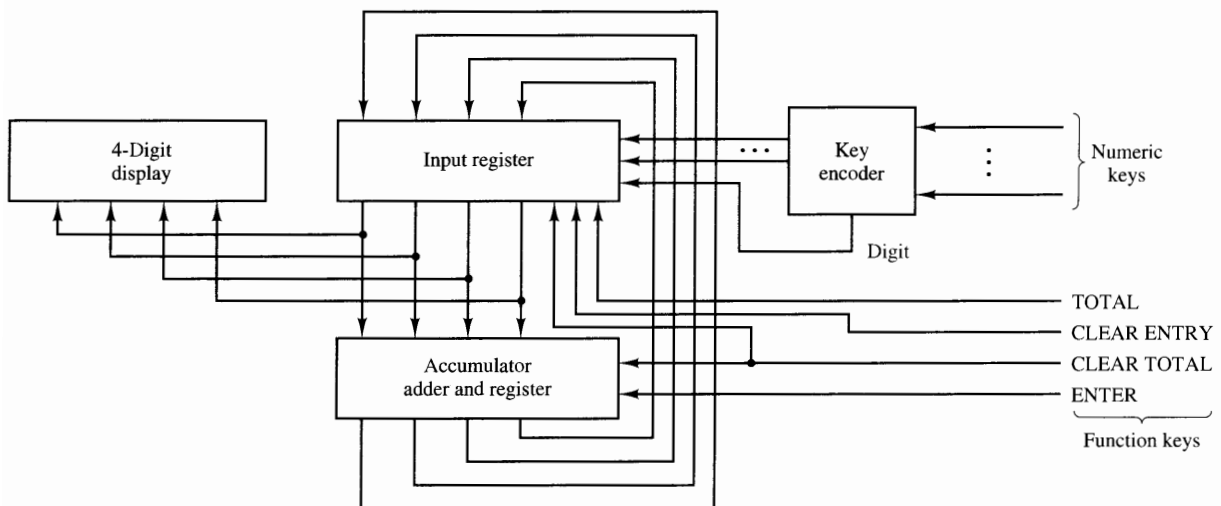 4-Digit
display
Input register
Key
encoder
Numeric
keys
Digit
TOTAL
CLEAR ENTRY
CLEAR TOTAL
ENTER
Accumulator
adder and register
Function keys